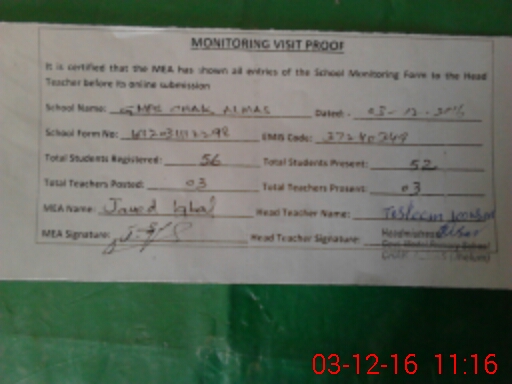 MONITORING VISIT PROOF
It is certified that the MEA has shown all entries of the School Monitoring Form to the Head
Teacher before its online submission
School Name: GMPS CHAK ALMAS Dated: 03-12-2016
School Form No: EMIS Code: 37240249
Total Students Registered: 56 Total Students Present: 52
Total Teachers Posted: 03 Total Teachers Present: 03
MEA Name: Javed Iqbal Head Teacher Name: Tasleem
MEA Signature: Head Teacher Signature: Headmistress
03-12-16 11:16